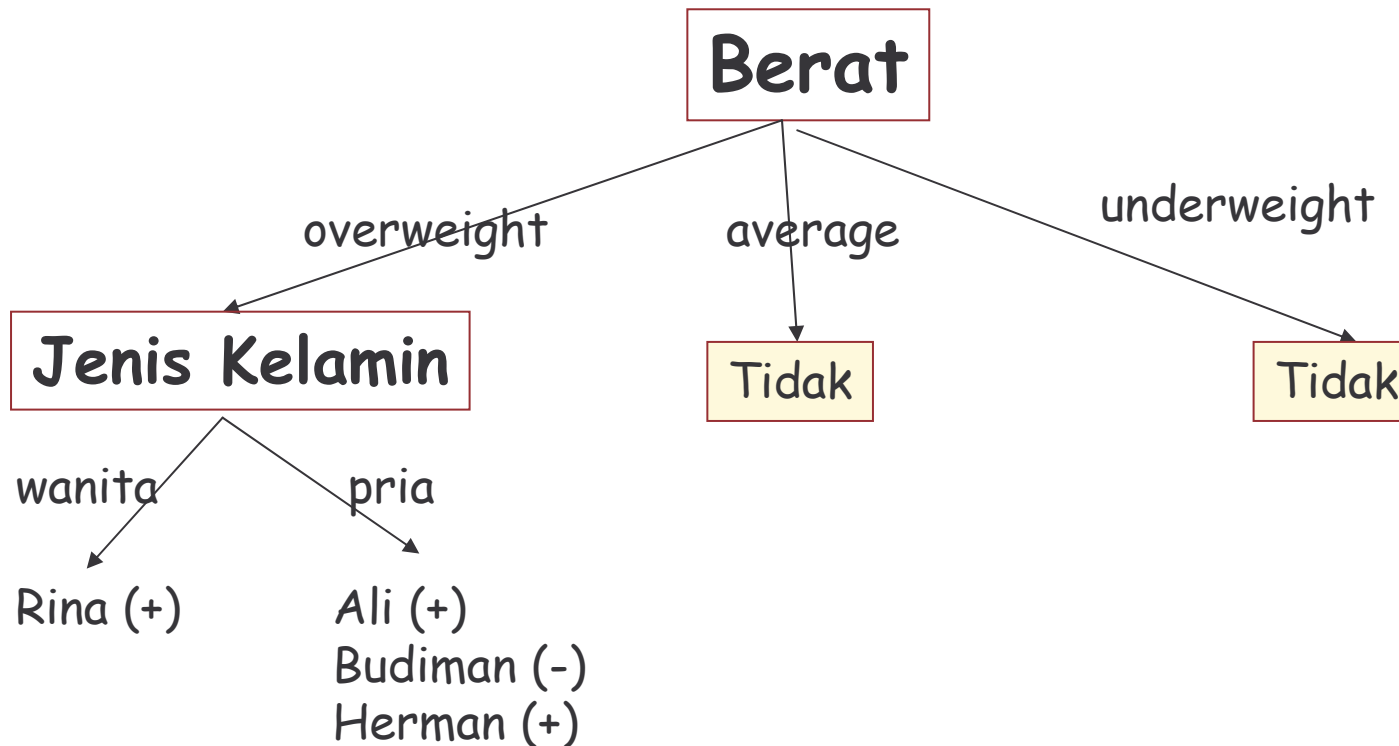 Berat
overweight
average
underweight
Jenis Kelamin
Tidak
Tidak
wanita
pria
Rina (+)
Ali (+)
Budiman (-)
Herman (+)